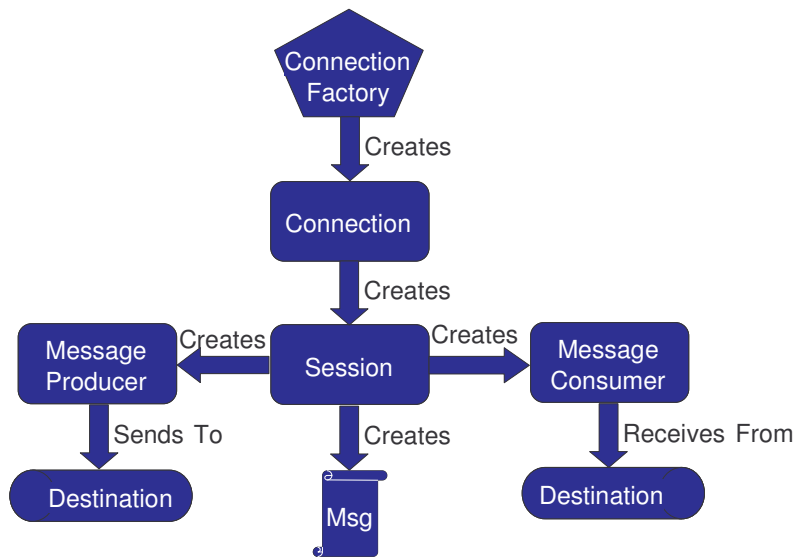 Connection
Factory
Creates
Connection
Creates
Creates
Creates
Message
Producer
Session
Message
Consumer
Sends To
Creates
Receives From
Destination
Msg
Destination